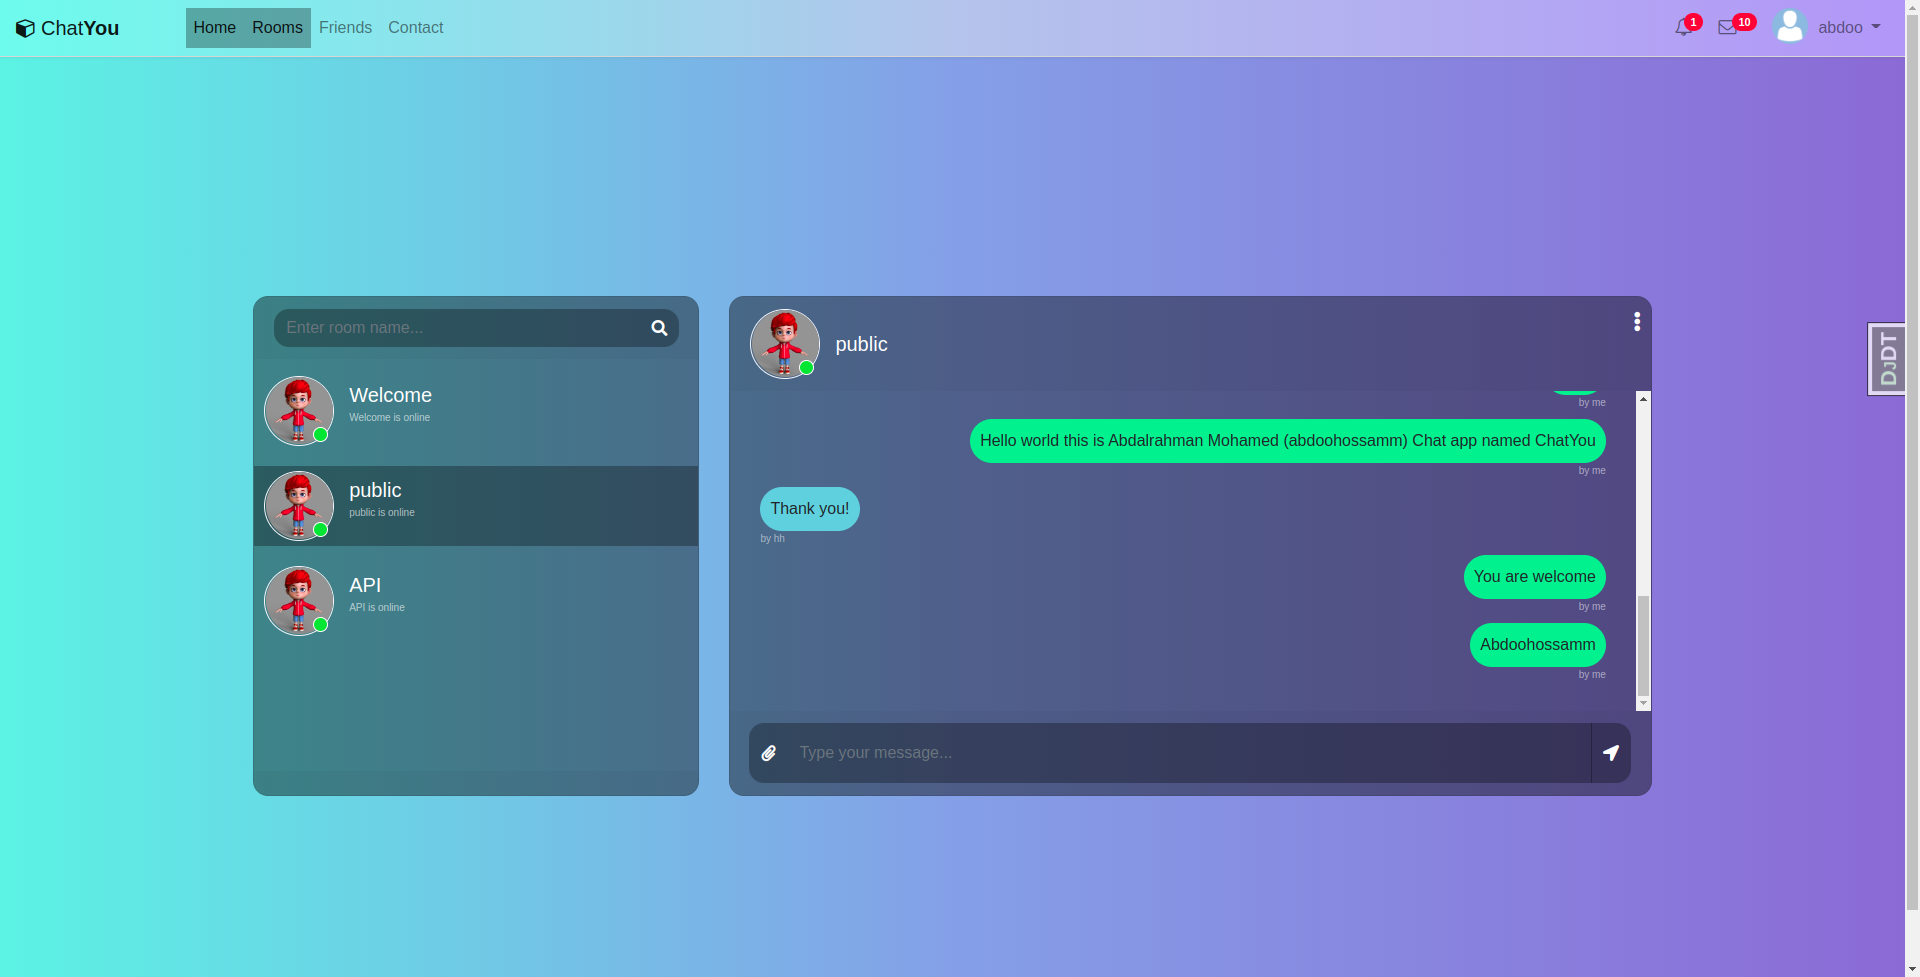 ChatYou
Home Rooms Friends Contact
1
10
abdoo
Enter room name...
Welcome
Welcome is online
public
public is online
API
API is online
public
by me
Hello world this is Abdalrahman Mohamed (abdoohossamm) Chat app named ChatYou
by me
Thank you!
by hh
You are welcome
by me
Abdoohossamm
by me
Type your message...
DJDT